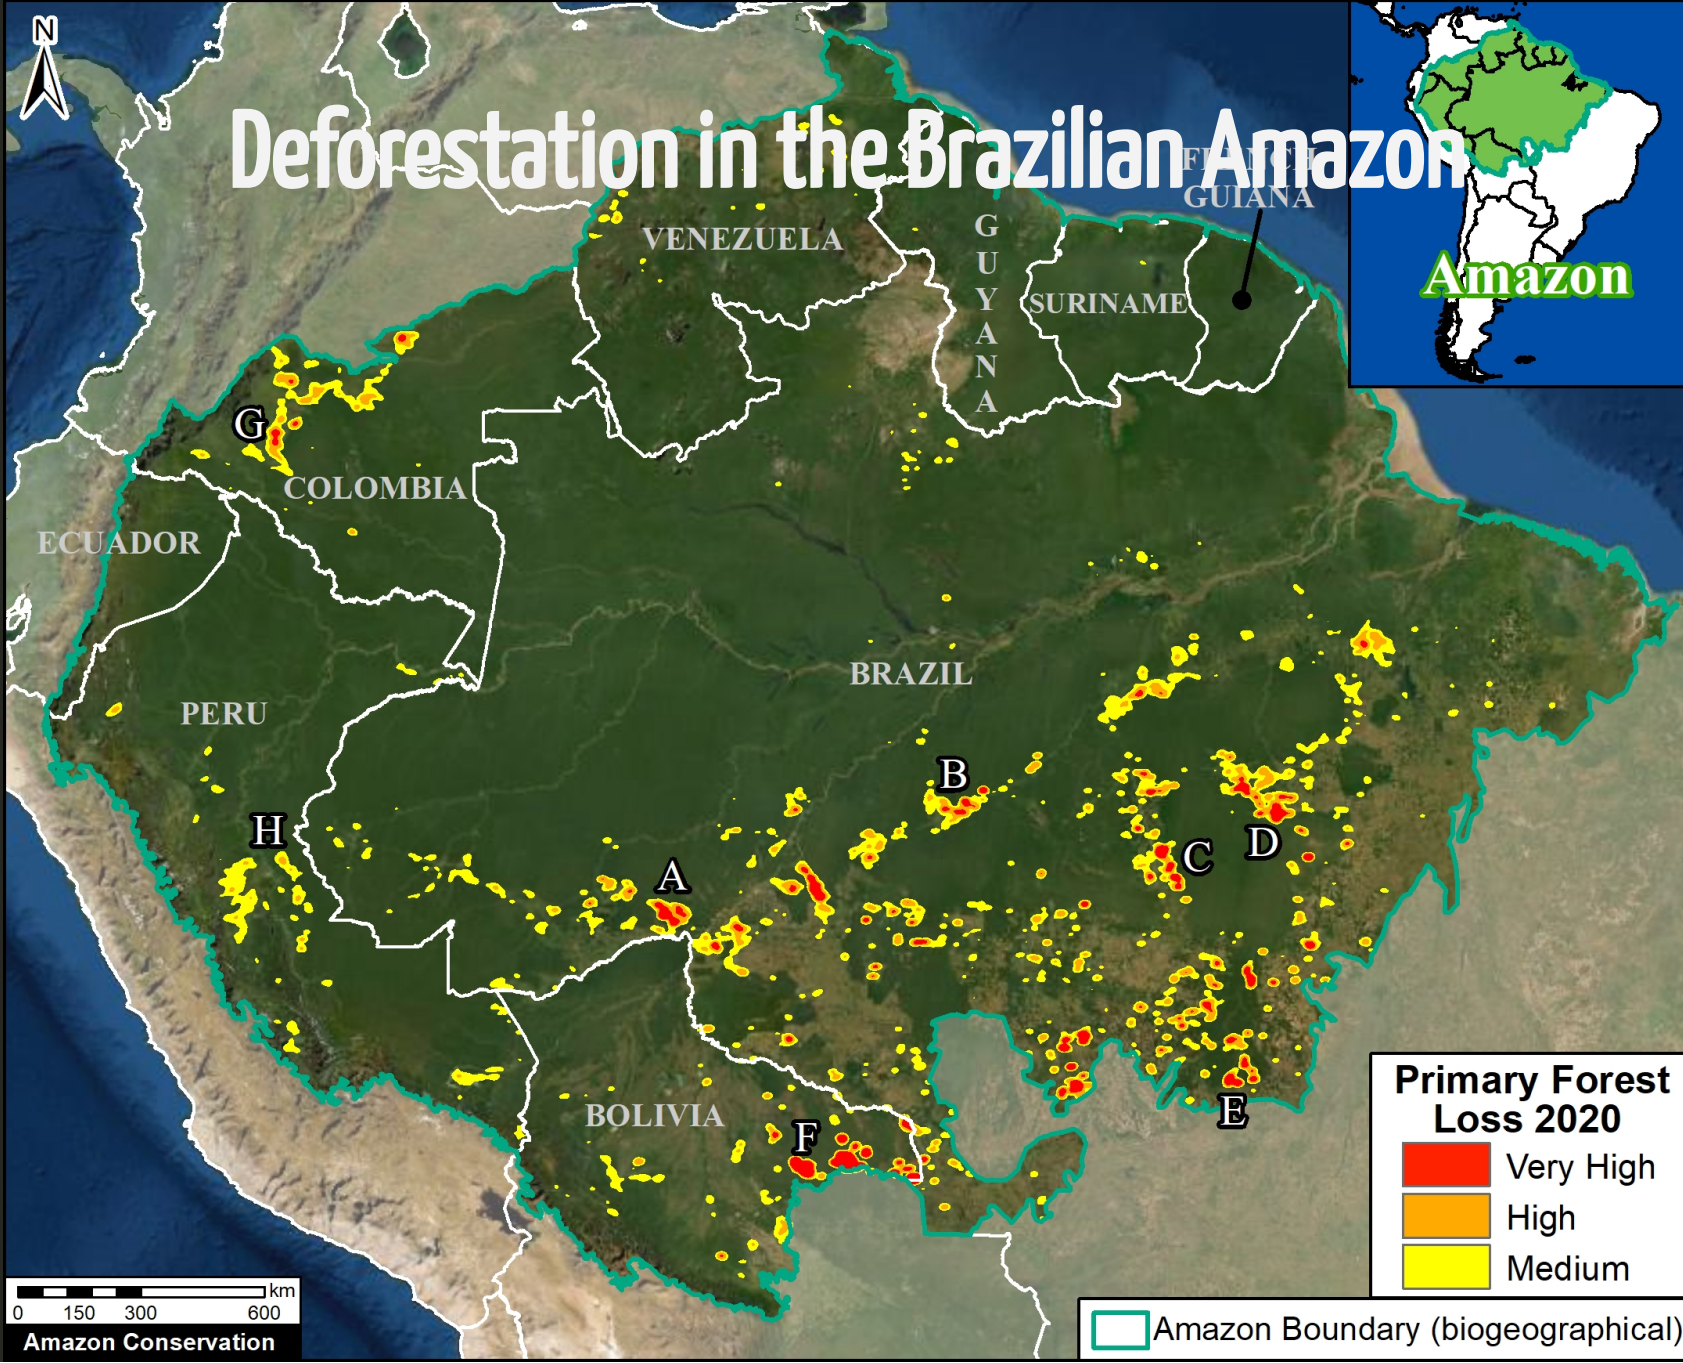 N
Deforestation in the Brazilian Amazon
FRENCH
GUIANA
VENEZUELA
GUYANA
SURINAME
Amazon
G
COLOMBIA
ECUADOR
BRAZIL
PERU
B
H
D
C
A
BOLIVIA
F
E
Primary Forest
Loss 2020
Very High
High
Medium
km
0 150 300 600
Amazon Conservation
Amazon Boundary (biogeographical)